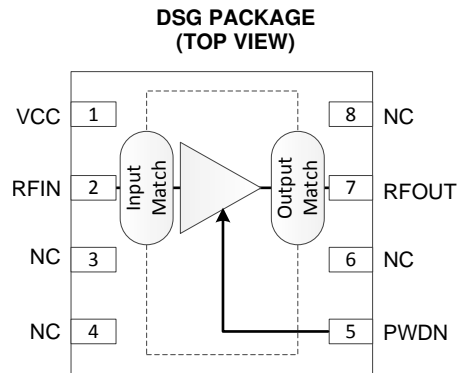 DSG PACKAGE
(TOP VIEW)
VCC 1 8 NC
RFIN 2 Input Match Output Match 7 RFOUT
NC 3 6 NC
NC 4 5 PWDN